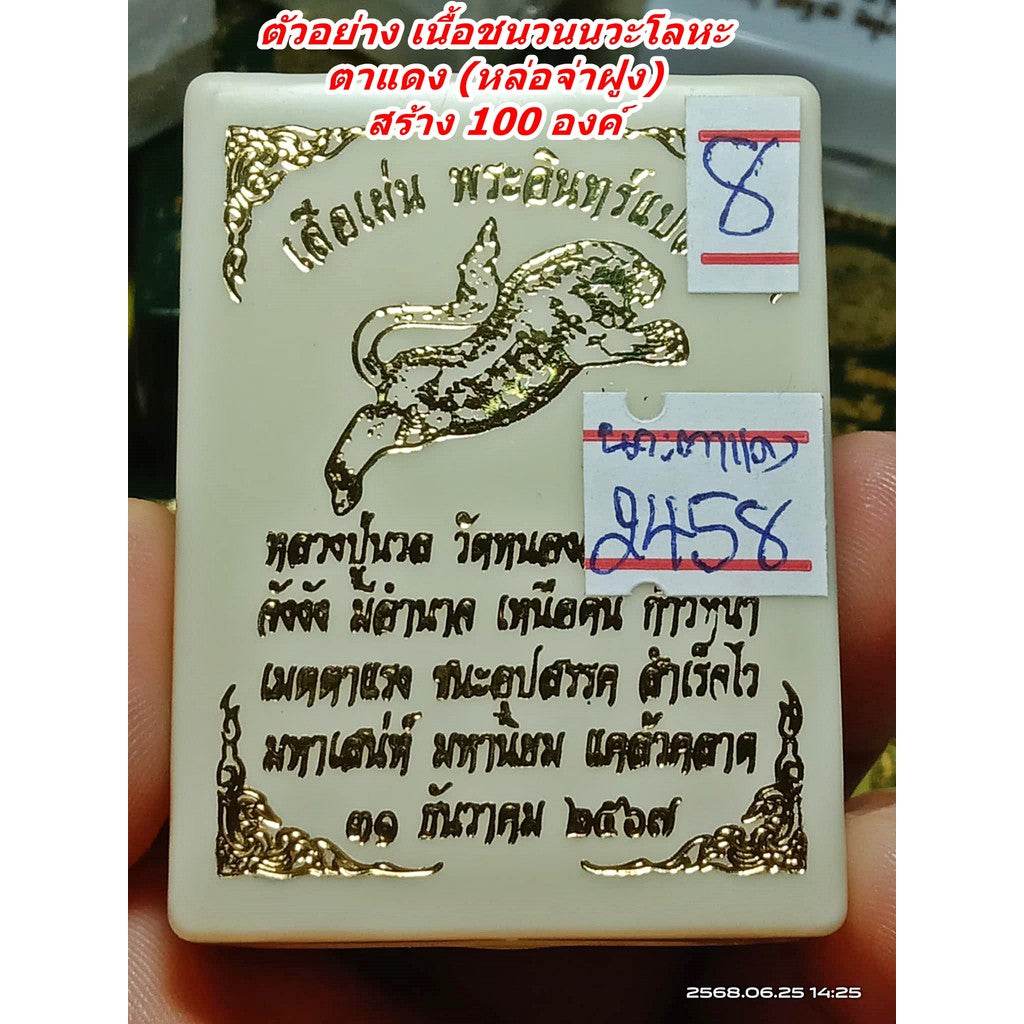 ตัวอย่าง เนื้อชนวนนวะโลหะ
ตาแดง (หล่อจ่าฝูง)
สร้าง 100 องค์
8
เสือเผ่น พระอินทร์แปล
นวะตาแดง
2458
หลวงปู่นวล วัดหนอง
จังงัง มีอำนาจ เหนือคน ก้าวหน้า
เมตตาแรง ชนะอุปสรรค สำเร็จไว
มหาเสน่ห์ มหานิยม แคล้วคลาด
๓๑ ธันวาคม ๒๕๖๗
2568.06.25 14:25